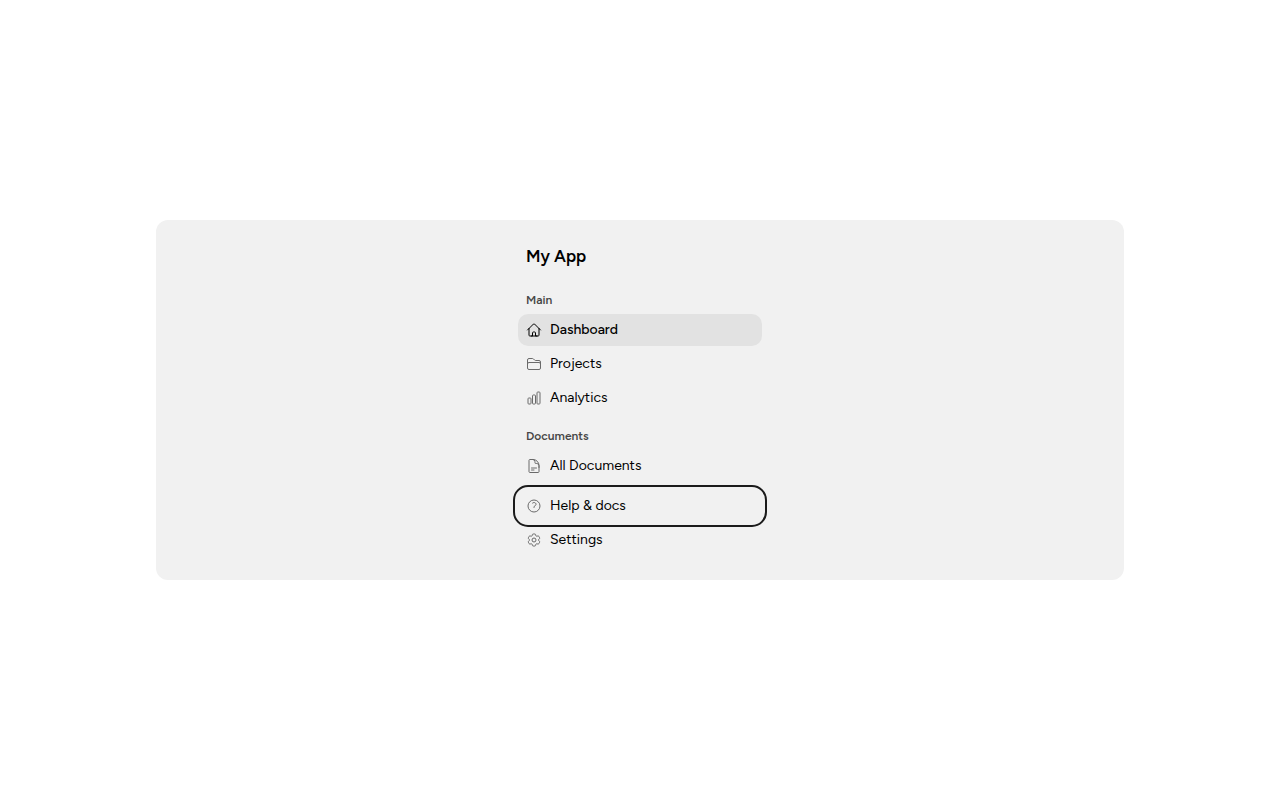 My App
Main
Dashboard
Projects
Analytics
Documents
All Documents
Help & docs
Settings